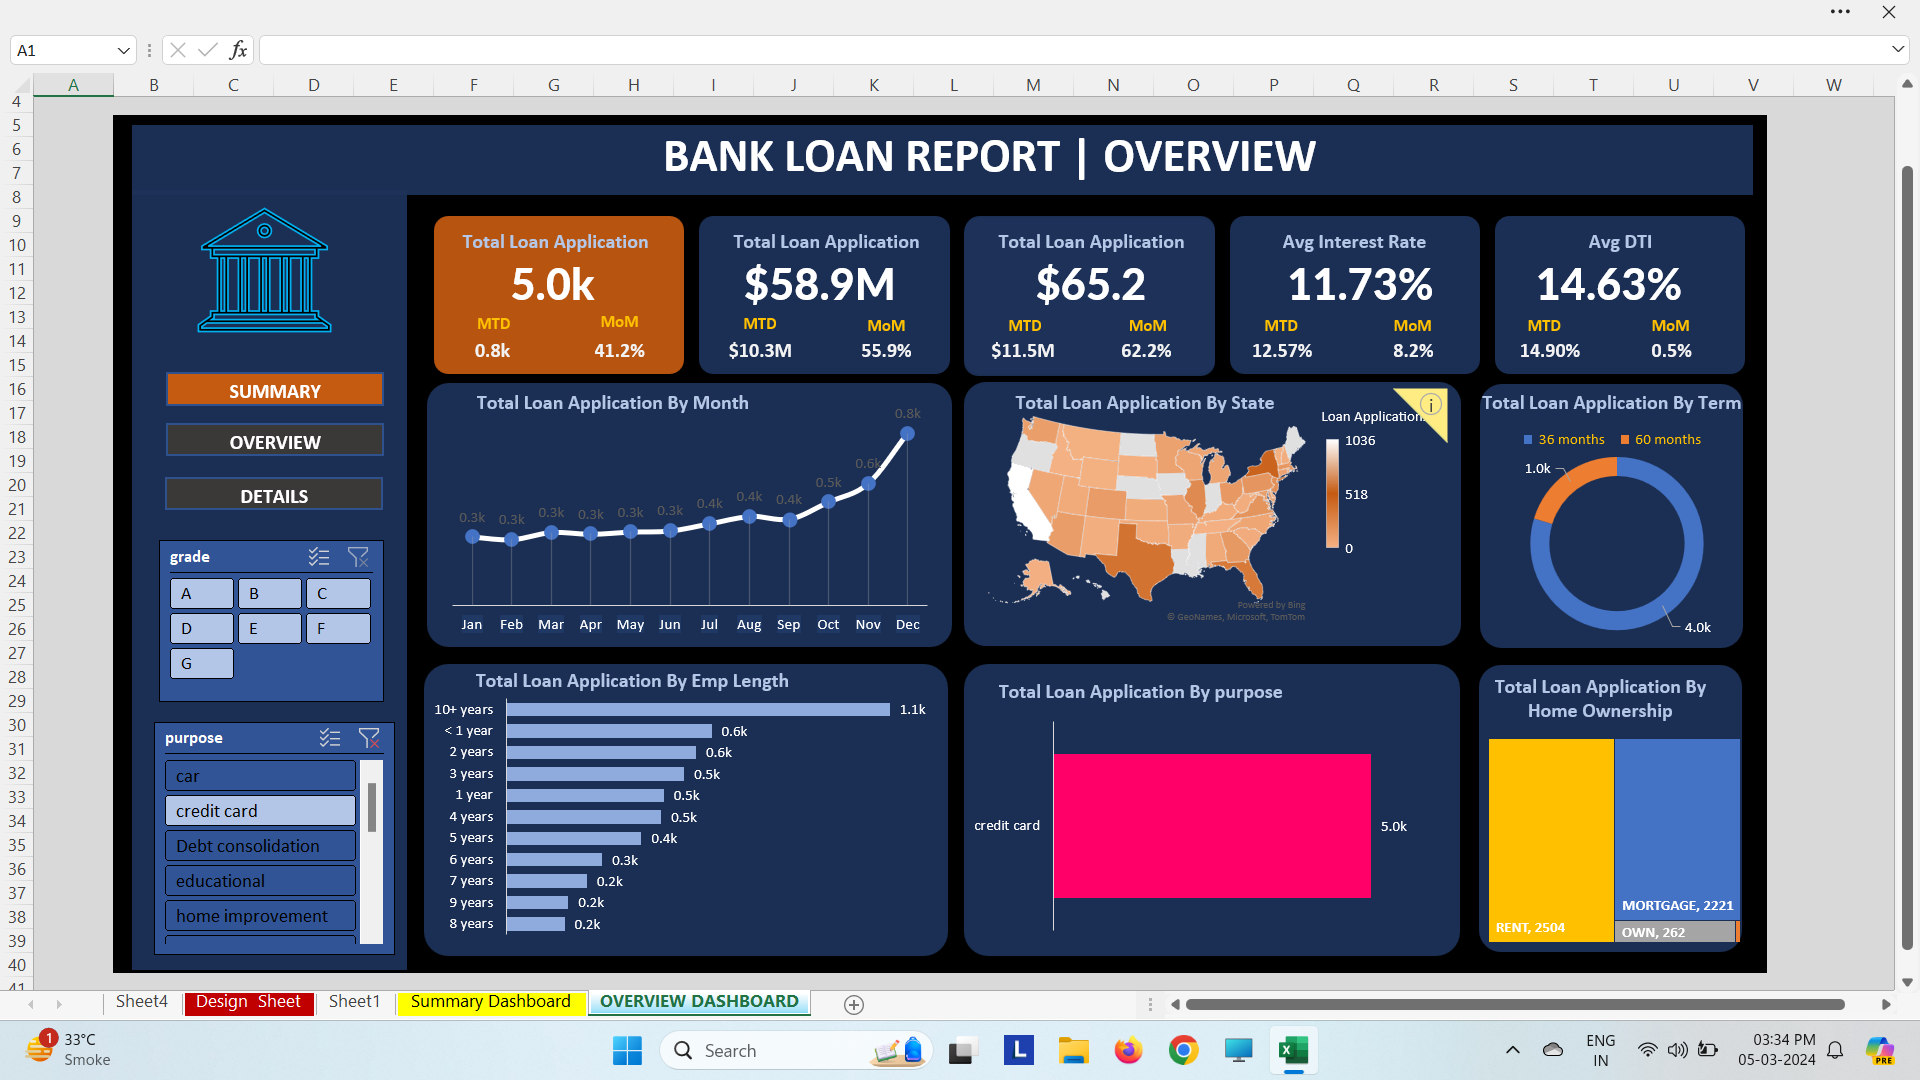 A1
fx
A B C D E F G H I J K L M N O P Q R S T U V W
4
5
6
7
8
9
10
11
12
13
14
15
16
17
18
19
20
21
22
23
24
25
26
27
28
29
30
31
32
33
34
35
36
37
38
39
40
41
BANK LOAN REPORT | OVERVIEW
SUMMARY
OVERVIEW
DETAILS
grade
A B C
D E F
G
purpose
car
credit card
Debt consolidation
educational
home improvement
Total Loan Application
5.0k
MTD MoM
0.8k 41.2%
Total Loan Application
$58.9M
MTD MoM
$10.3M 55.9%
Total Loan Application
$65.2
MTD MoM
$11.5M 62.2%
Avg Interest Rate
11.73%
MTD MoM
12.57% 8.2%
Avg DTI
14.63%
MTD MoM
14.90% 0.5%
Total Loan Application By Month
0.3k 0.3k 0.3k 0.3k 0.3k 0.3k 0.4k 0.4k 0.4k 0.5k 0.6k 0.8k
Jan Feb Mar Apr May Jun Jul Aug Sep Oct Nov Dec
Total Loan Application By State
Loan Application
1036
518
0
Powered by Bing
© GeoNames, Microsoft, TomTom
Total Loan Application By Term
36 months 60 months
1.0k
4.0k
Total Loan Application By Emp Length
10+ years 1.1k
< 1 year 0.6k
2 years 0.6k
3 years 0.5k
1 year 0.5k
4 years 0.5k
5 years 0.4k
6 years 0.3k
7 years 0.2k
9 years 0.2k
8 years 0.2k
Total Loan Application By purpose
credit card 5.0k
Total Loan Application By
Home Ownership
RENT, 2504
MORTGAGE, 2221
OWN, 262
Sheet4 Design Sheet Sheet1 Summary Dashboard OVERVIEW DASHBOARD
1
33°C
Smoke
Search
L
ENG
IN
03:34 PM
05-03-2024
PRE